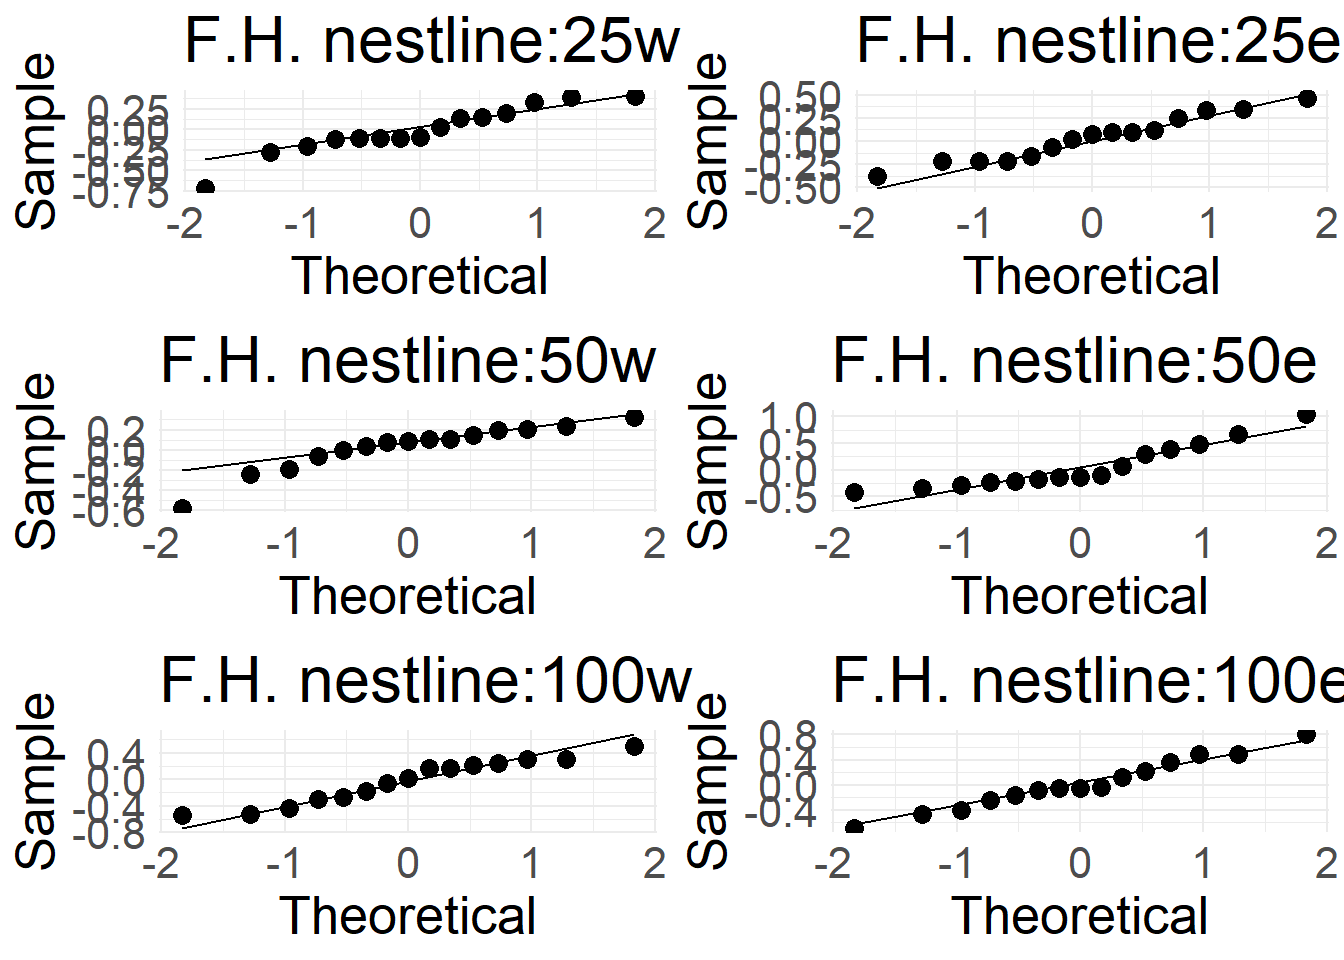 F.H. nestline:25w
Sample
0.25
0.00
-0.25
-0.50
-0.75
-2 -1 0 1 2
Theoretical
F.H. nestline:25e
Sample
0.50
0.25
0.00
-0.25
-0.50
-2 -1 0 1 2
Theoretical
F.H. nestline:50w
Sample
0.2
0.0
-0.2
-0.4
-0.6
-2 -1 0 1 2
Theoretical
F.H. nestline:50e
Sample
1.0
0.5
0.0
-0.5
-2 -1 0 1 2
Theoretical
F.H. nestline:100w
Sample
0.4
0.0
-0.4
-0.8
-2 -1 0 1 2
Theoretical
F.H. nestline:100e
Sample
0.8
0.4
0.0
-0.4
-2 -1 0 1 2
Theoretical